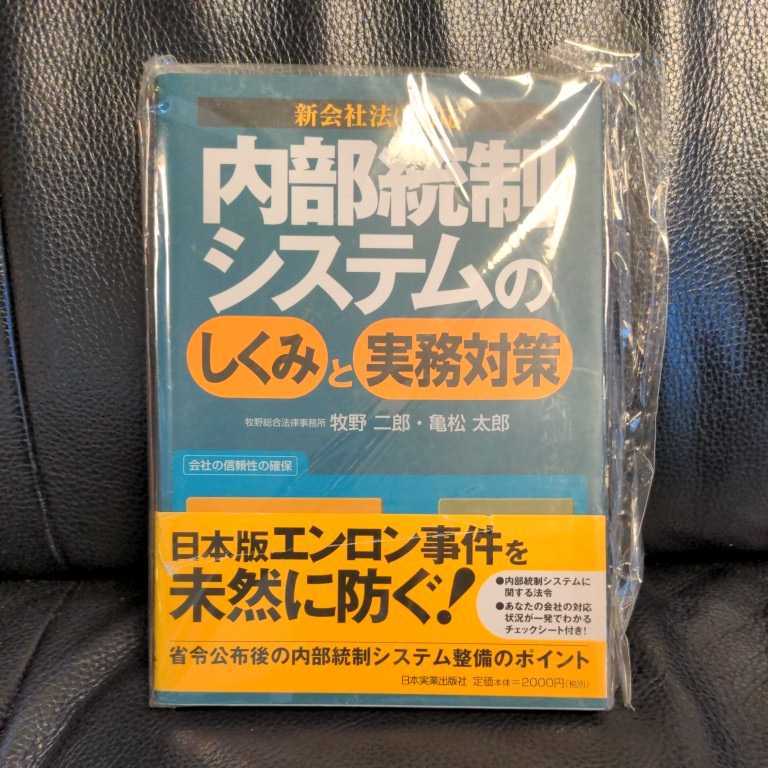 新会社法
内部統制
システムの
しくみと実務対策
牧野総合法律事務所 牧野 二郎・亀松 太郎
会社の信頼性の確保
日本版エンロン事件を
未然に防ぐ!
●内部統制システムに
関する法令
●あなたの会社の対応
状況が一発でわかる
チェックシート付き!
省令公布後の内部統制システム整備のポイント
日本実業出版社 定価本体=2000円(税別)